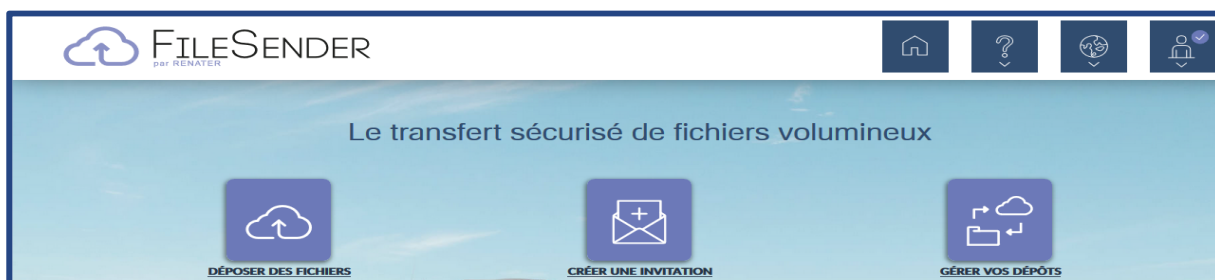 FILESENDER
par RENATER
Le transfert sécurisé de fichiers volumineux
DÉPOSER DES FICHIERS
CRÉER UNE INVITATION
GÉRER VOS DÉPÔTS